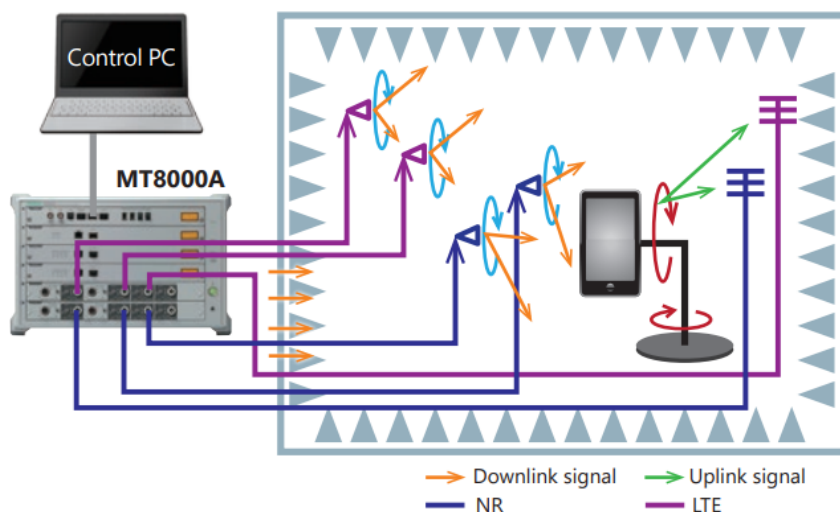 Control PC
MT8000A
Downlink signal
Uplink signal
NR
LTE